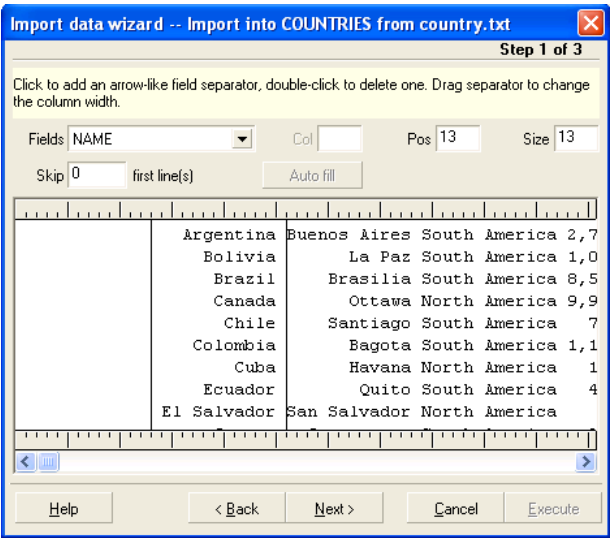 Import data wizard -- Import into COUNTRIES from country.txt
Step 1 of 3
Click to add an arrow-like field separator, double-click to delete one. Drag separator to change
the column width.
Fields NAME Col Pos 13 Size 13
Skip 0 first line(s) Auto fill
Argentina Buenos Aires South America 2,7
Bolivia La Paz South America 1,0
Brazil Brasilia South America 8,5
Canada Ottawa North America 9,9
Chile Santiago South America 7
Colombia Bagota South America 1,1
Cuba Havana North America 1
Ecuador Quito South America 4
El Salvador San Salvador North America
Help < Back Next > Cancel Execute